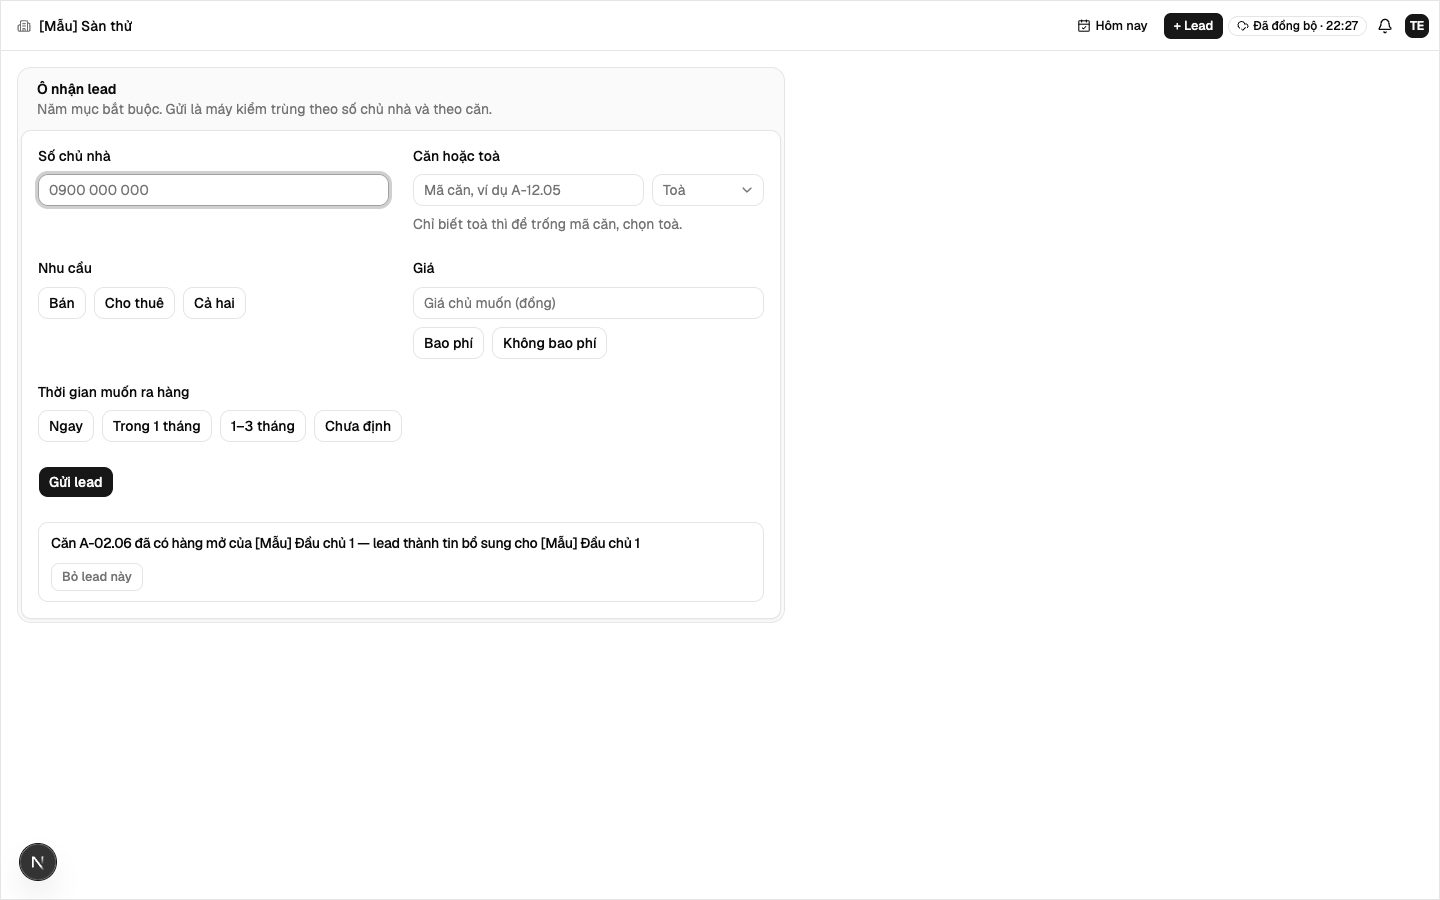 [Mẫu] Sàn thử
Hôm nay
+ Lead
Đã đồng bộ · 22:27
TE
Ô nhận lead
Năm mục bắt buộc. Gửi là máy kiểm trùng theo số chủ nhà và theo căn.
Số chủ nhà
0900 000 000
Căn hoặc toà
Mã căn, ví dụ A-12.05
Toà
Chỉ biết toà thì để trống mã căn, chọn toà.
Nhu cầu
Bán
Cho thuê
Cả hai
Giá
Giá chủ muốn (đồng)
Bao phí
Không bao phí
Thời gian muốn ra hàng
Ngay
Trong 1 tháng
1–3 tháng
Chưa định
Gửi lead
Căn A-02.06 đã có hàng mở của [Mẫu] Đầu chủ 1 — lead thành tin bổ sung cho [Mẫu] Đầu chủ 1
Bỏ lead này
N